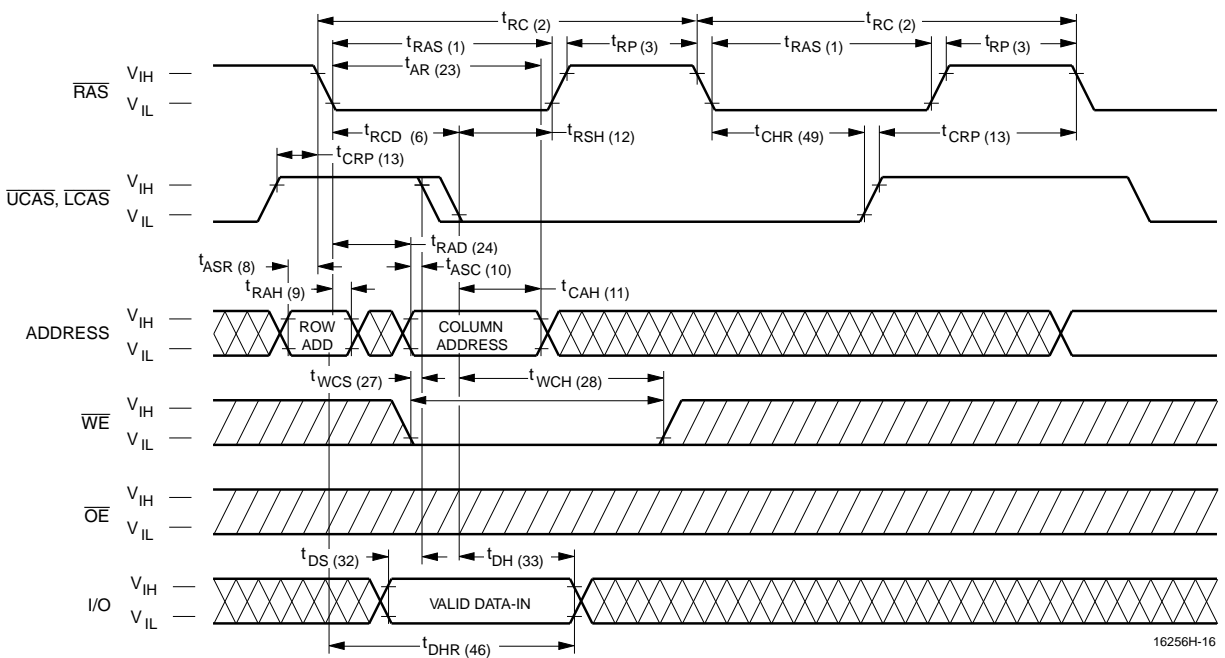 tRC (2) tRC (2)
tRAS (1) tRP (3) tRAS (1) tRP (3)
tAR (23)
RAS VIH
VIL
tRCD (6) tRSH (12) tCHR (49) tCRP (13)
tCRP (13)
UCAS, LCAS VIH
VIL
tRAD (24)
tASR (8) tASC (10)
tRAH (9) tCAH (11)
ADDRESS VIH ROW ADD COLUMN ADDRESS
VIL
tWCS (27) tWCH (28)
WE VIH
VIL
OE VIH
VIL
tDS (32) tDH (33)
I/O VIH
VIL VALID DATA-IN
tDHR (46)
16256H-16